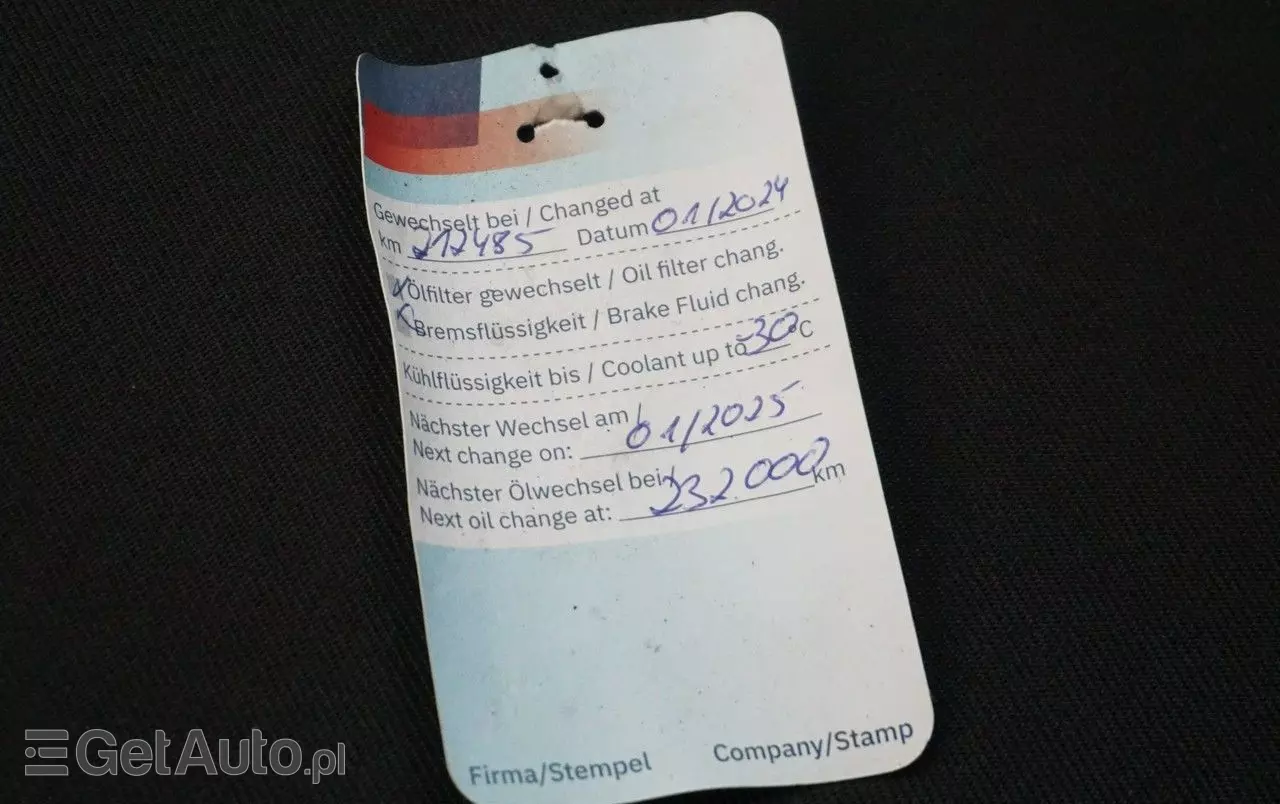 Gewechselt bei / Changed at
km 212485 Datum 01/2024
Ölfilter gewechselt / Oil filter chang.
Bremsflüssigkeit / Brake Fluid chang.
Kühlflüssigkeit bis / Coolant up to -30 °C
Nächster Wechsel am /
Next change on: 01/2025
Nächster Ölwechsel bei /
Next oil change at: 232.000 km
Firma/Stempel Company/Stamp
GetAuto.pl